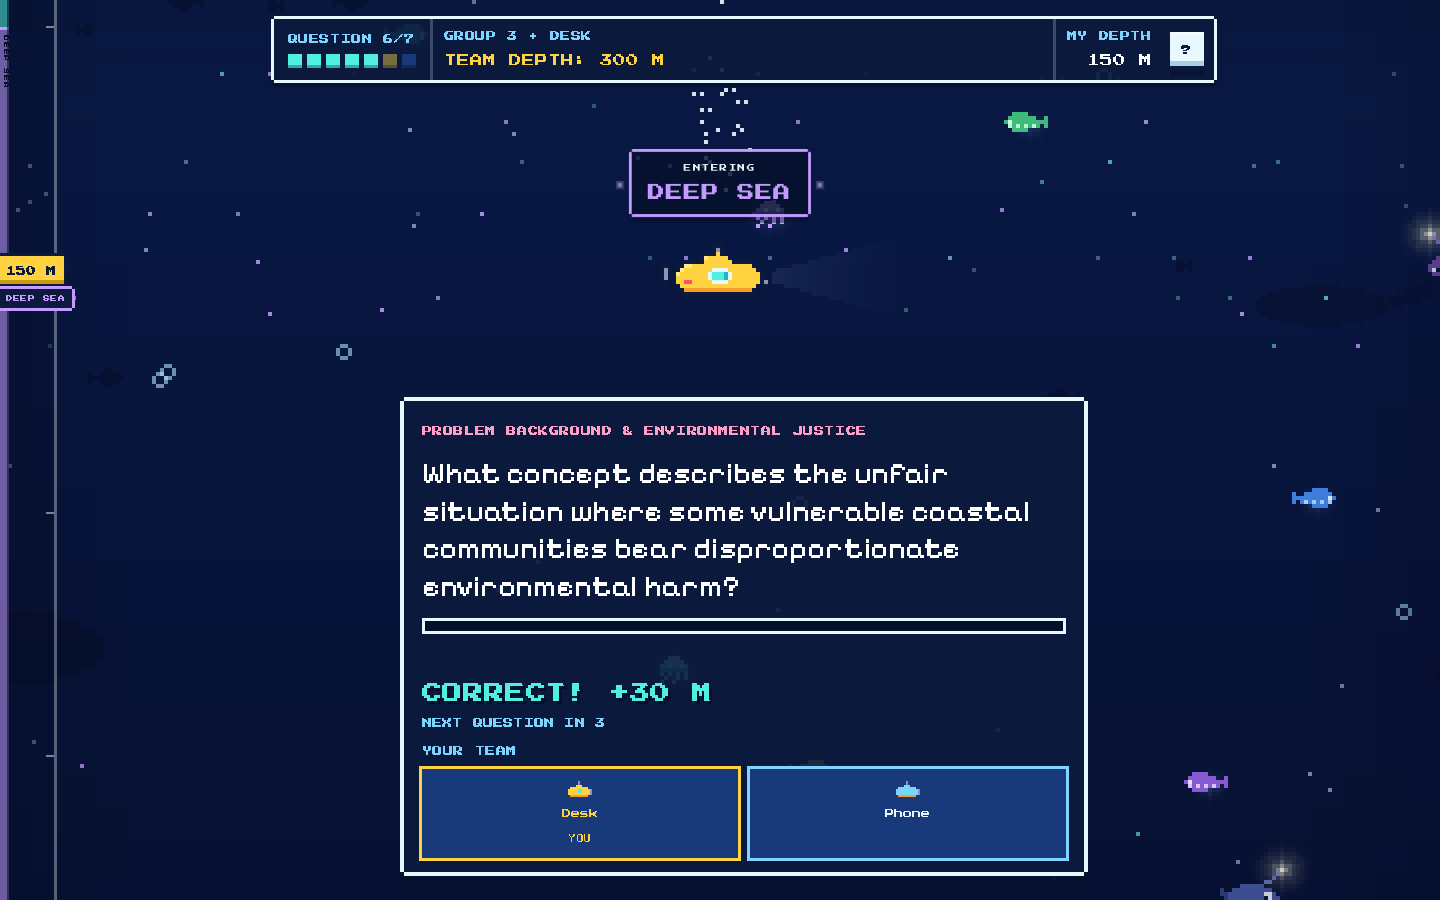 QUESTION 6/7
GROUP 3 + DESK
TEAM DEPTH: 300 M
MY DEPTH
150 M
?
ENTERING
DEEP SEA
DEEP SEA
150 M
DEEP SEA
PROBLEM BACKGROUND & ENVIRONMENTAL JUSTICE
What concept describes the unfair
situation where some vulnerable coastal
communities bear disproportionate
environmental harm?
CORRECT! +30 M
NEXT QUESTION IN 3
YOUR TEAM
Desk
YOU
Phone